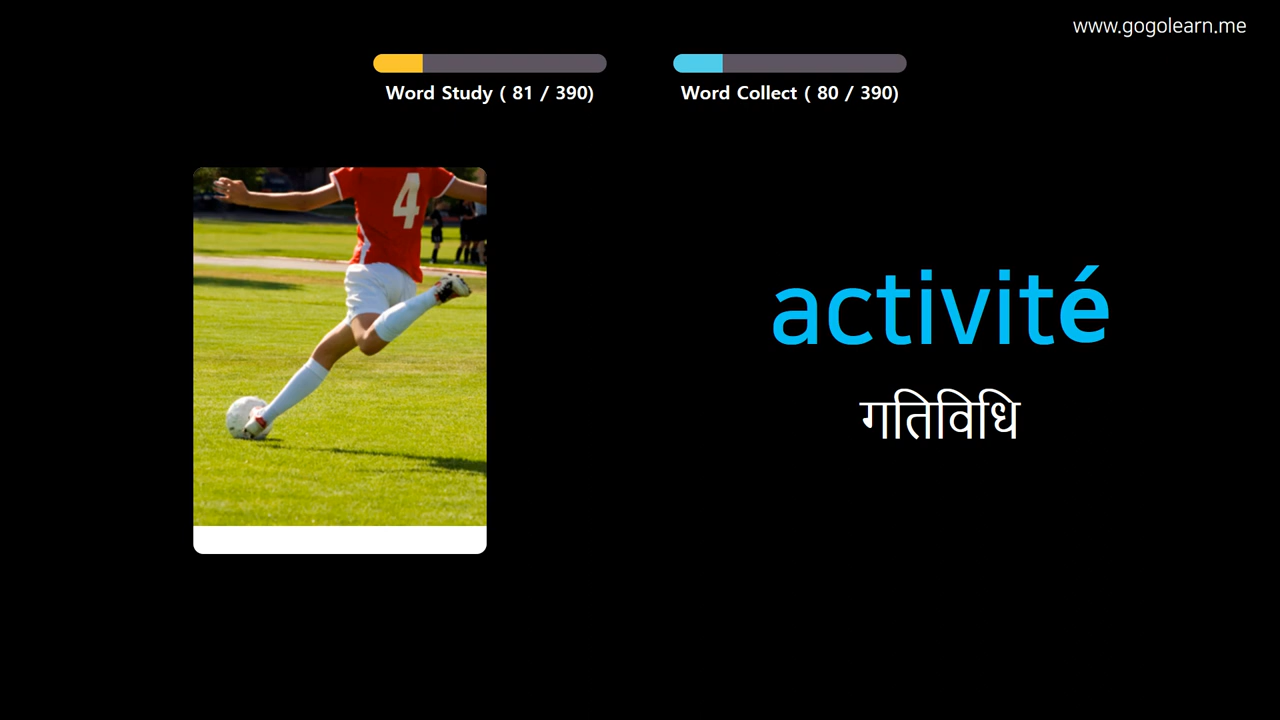 www.gogolearn.me
Word Study ( 81 / 390)
Word Collect ( 80 / 390)
4
activité
गतिविधि